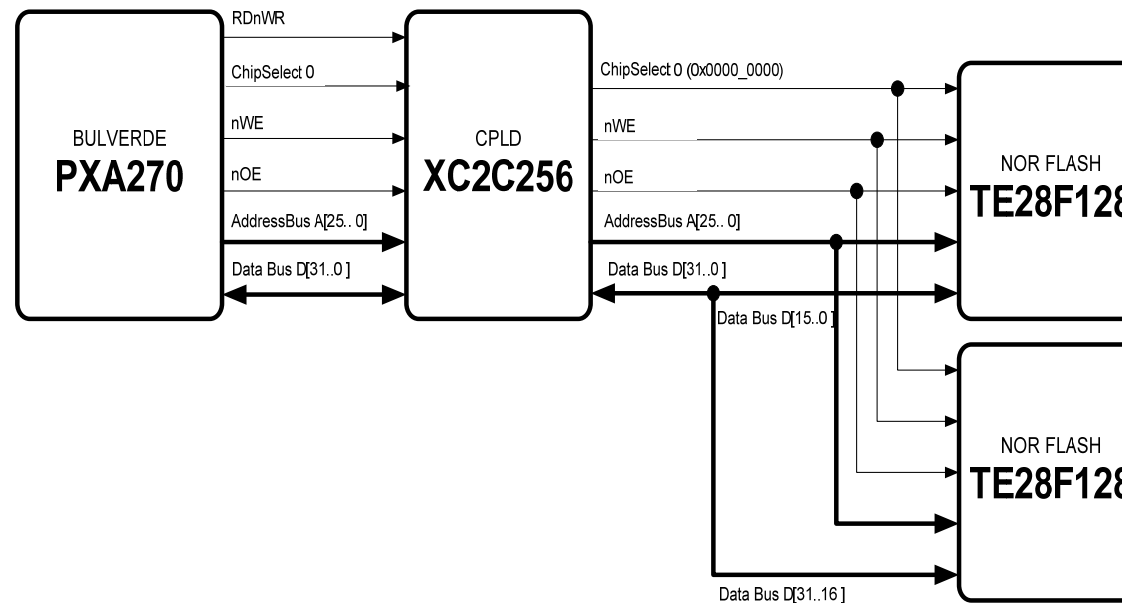 RDnWR
ChipSelect 0
nWE
nOE
AddressBus A[25..0]
Data Bus D[31..0]
BULVERDE
PXA270
CPLD
XC2C256
ChipSelect 0 (0x0000_0000)
nWE
nOE
AddressBus A[25..0]
Data Bus D[31..0]
Data Bus D[15..0]
NOR FLASH
TE28F128
NOR FLASH
TE28F128
Data Bus D[31..16]